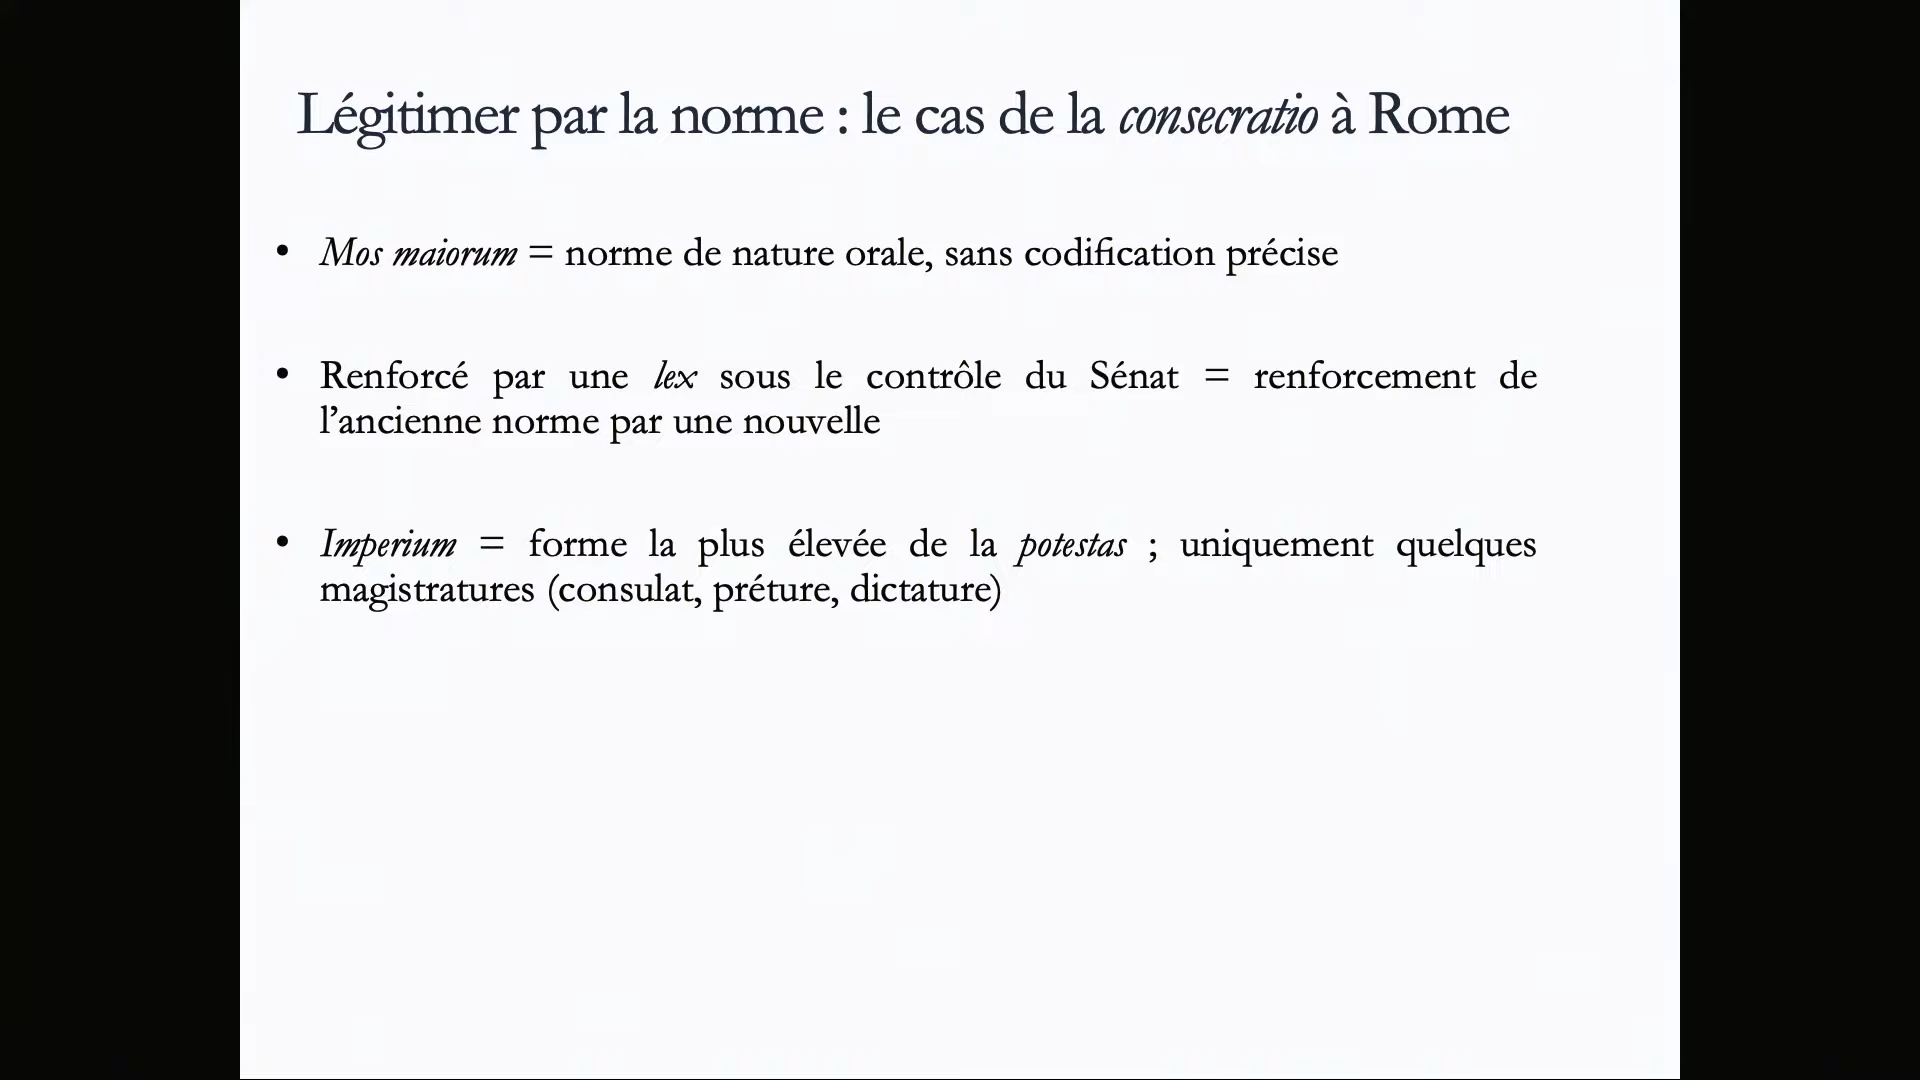 Légitimer par la norme : le cas de la consecratio à Rome
• Mos maiorum = norme de nature orale, sans codification précise
• Renforcé par une lex sous le contrôle du Sénat = renforcement de
l’ancienne norme par une nouvelle
• Imperium = forme la plus élevée de la potestas ; uniquement quelques
magistratures (consulat, préture, dictature)